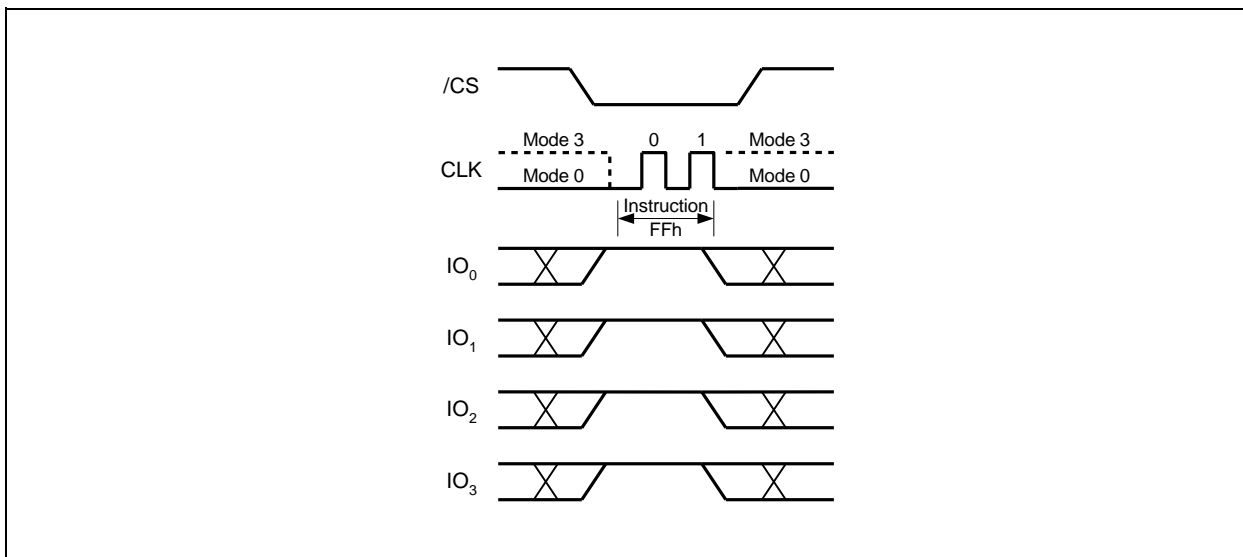 /CS
Mode 3 0 1 Mode 3
CLK
Mode 0 Mode 0
Instruction
FFh
IO0
IO1
IO2
IO3